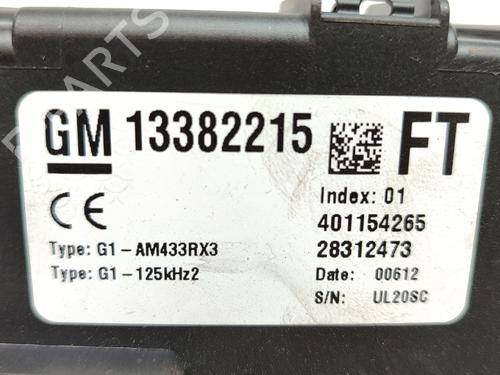 GM 13382215 FT
CE
Index: 01
401154265
Type: G1-AM433RX3 28312473
Type: G1-125kHz2 Date: 00612
S/N: UL20SC